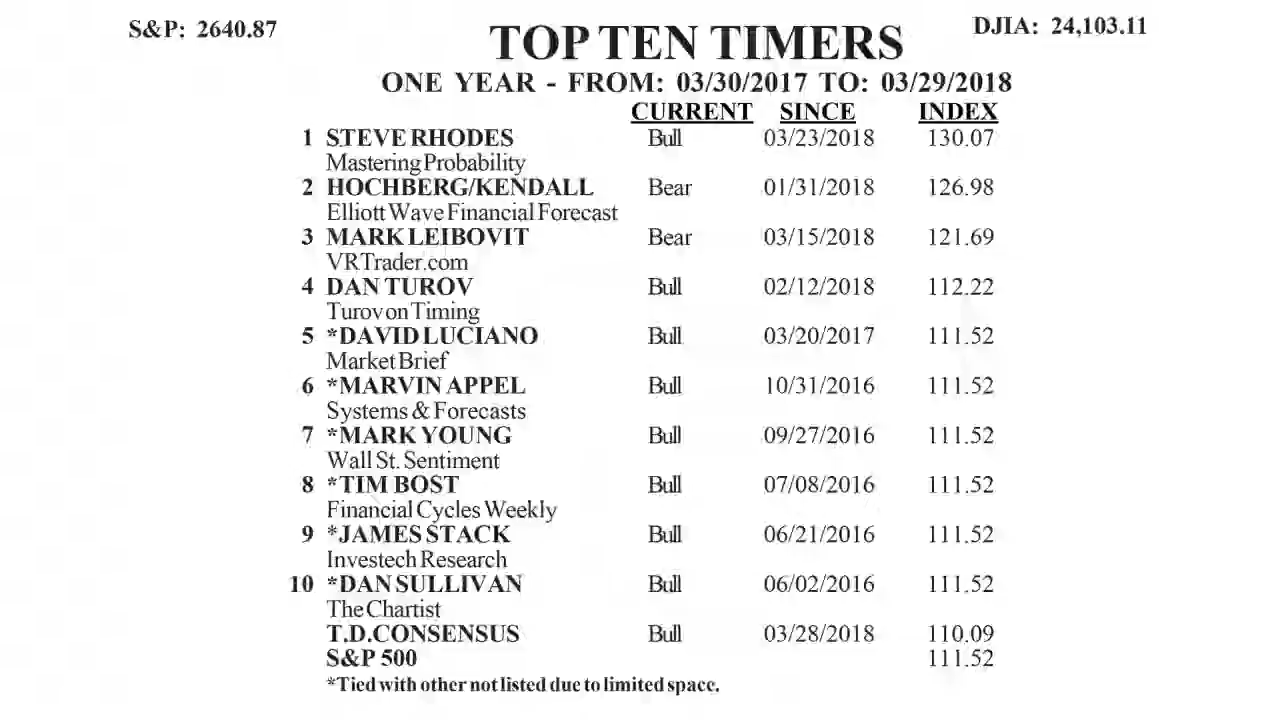 S&P: 2640.87
DJIA: 24,103.11
TOP TEN TIMERS
ONE YEAR - FROM: 03/30/2017 TO: 03/29/2018
CURRENT SINCE INDEX
1 STEVE RHODES Bull 03/23/2018 130.07
Mastering Probability
2 HOCHBERG/KENDALL Bear 01/31/2018 126.98
Elliott Wave Financial Forecast
3 MARK LEIBOVIT Bear 03/15/2018 121.69
VRTrader.com
4 DAN TUROV Bull 02/12/2018 112.22
Turov on Timing
5 *DAVID LUCIANO Bull 03/20/2017 111.52
Market Brief
6 *MARVIN APPEL Bull 10/31/2016 111.52
Systems & Forecasts
7 *MARK YOUNG Bull 09/27/2016 111.52
Wall St. Sentiment
8 *TIM BOST Bull 07/08/2016 111.52
Financial Cycles Weekly
9 *JAMES STACK Bull 06/21/2016 111.52
Investech Research
10 *DAN SULLIVAN Bull 06/02/2016 111.52
The Chartist
T.D.CONSENSUS Bull 03/28/2018 110.09
S&P 500 111.52
*Tied with other not listed due to limited space.